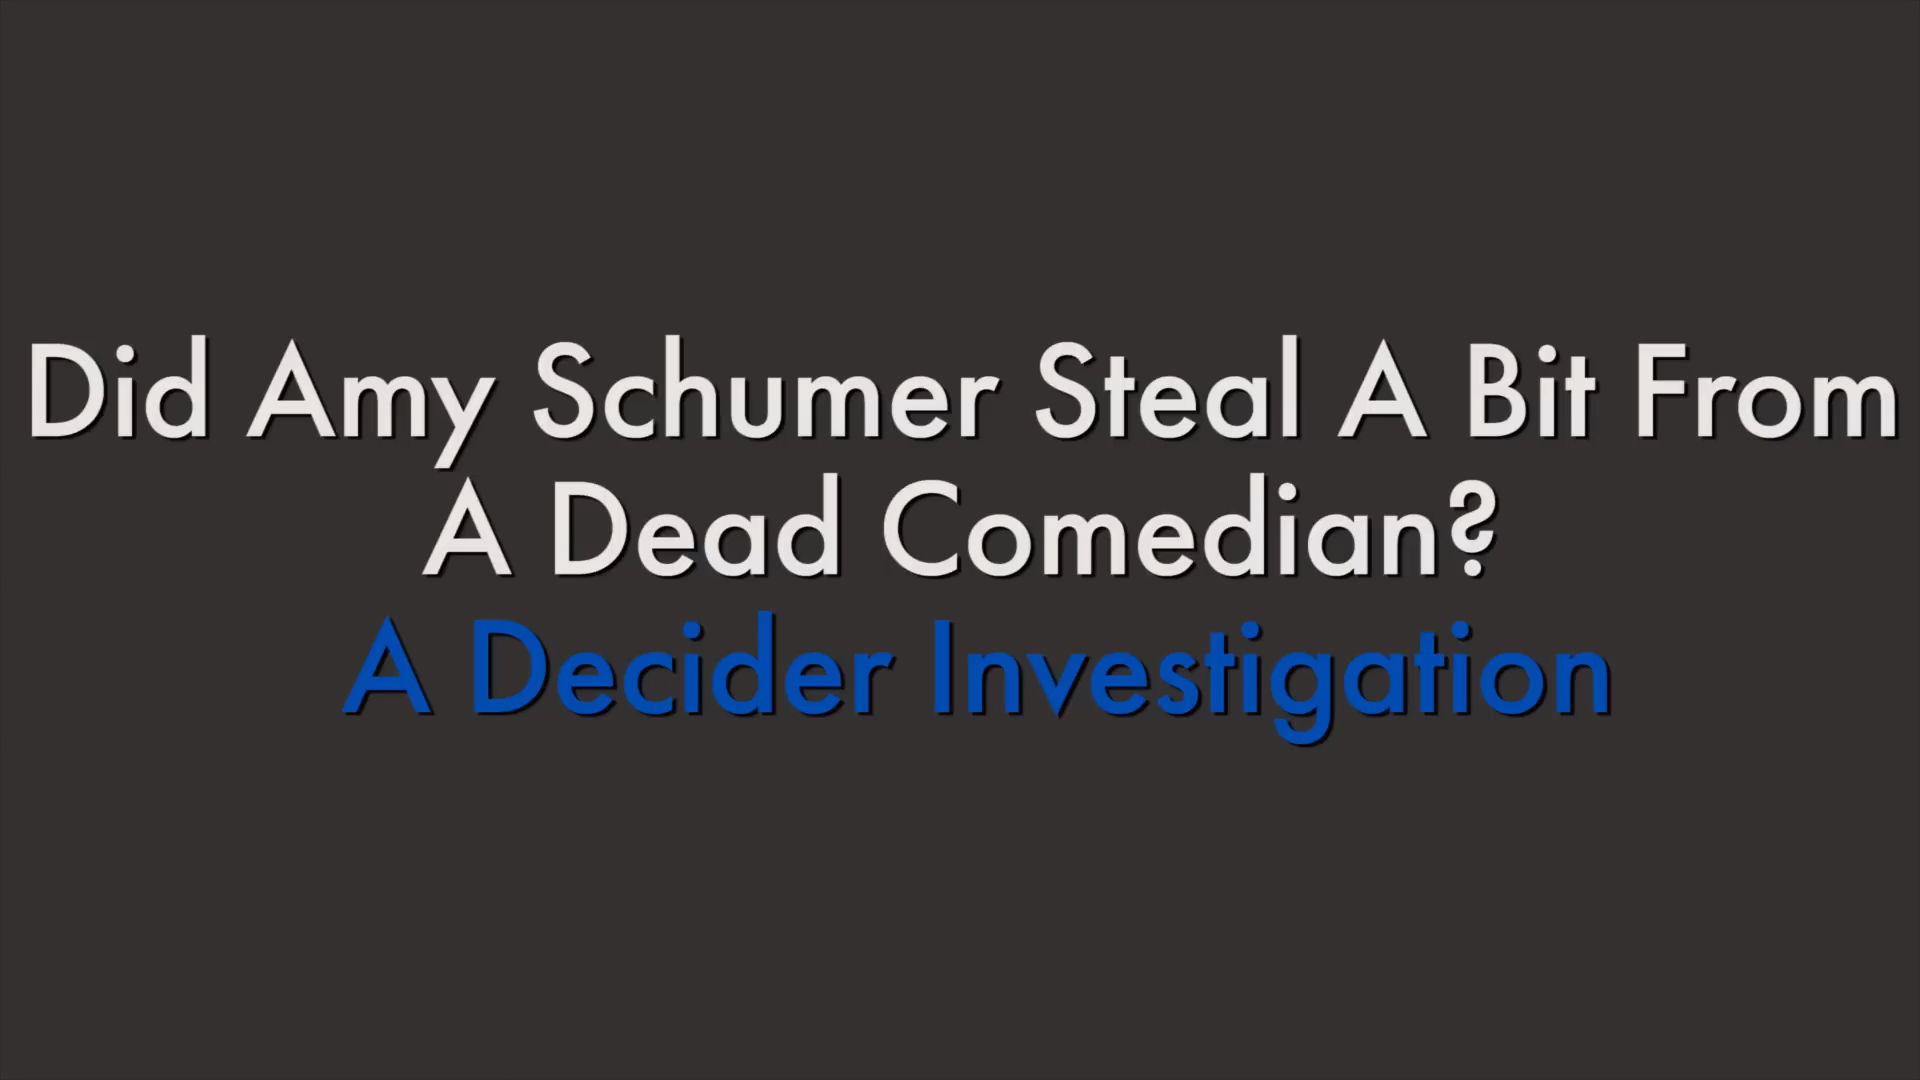 Did Amy Schumer Steal A Bit From
A Dead Comedian?
A Decider Investigation